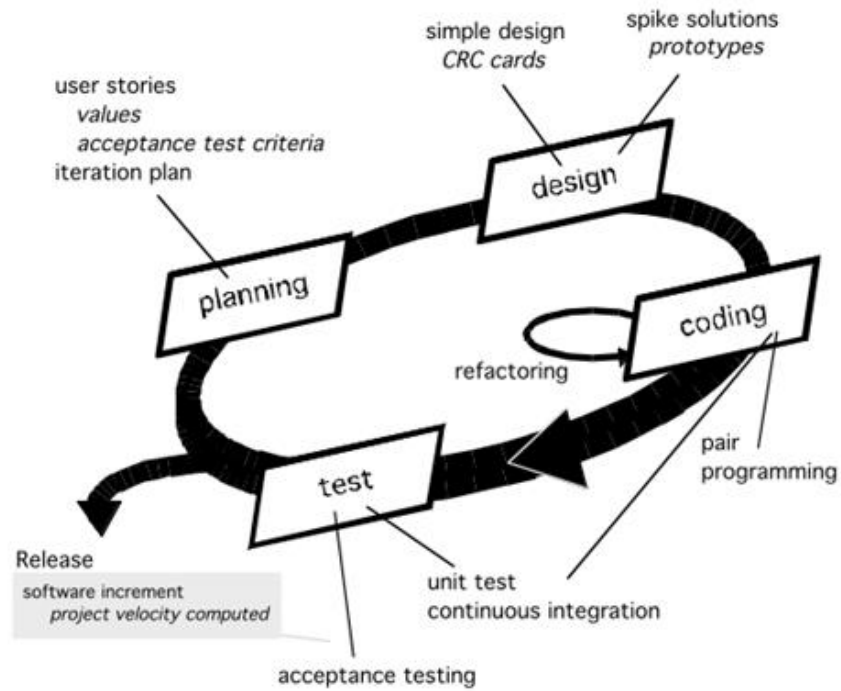 spike solutions
prototypes
simple design
CRC cards
user stories
values
acceptance test criteria
iteration plan
design
planning
coding
refactoring
pair
programming
test
Release
software increment
project velocity computed
unit test
continuous integration
acceptance testing